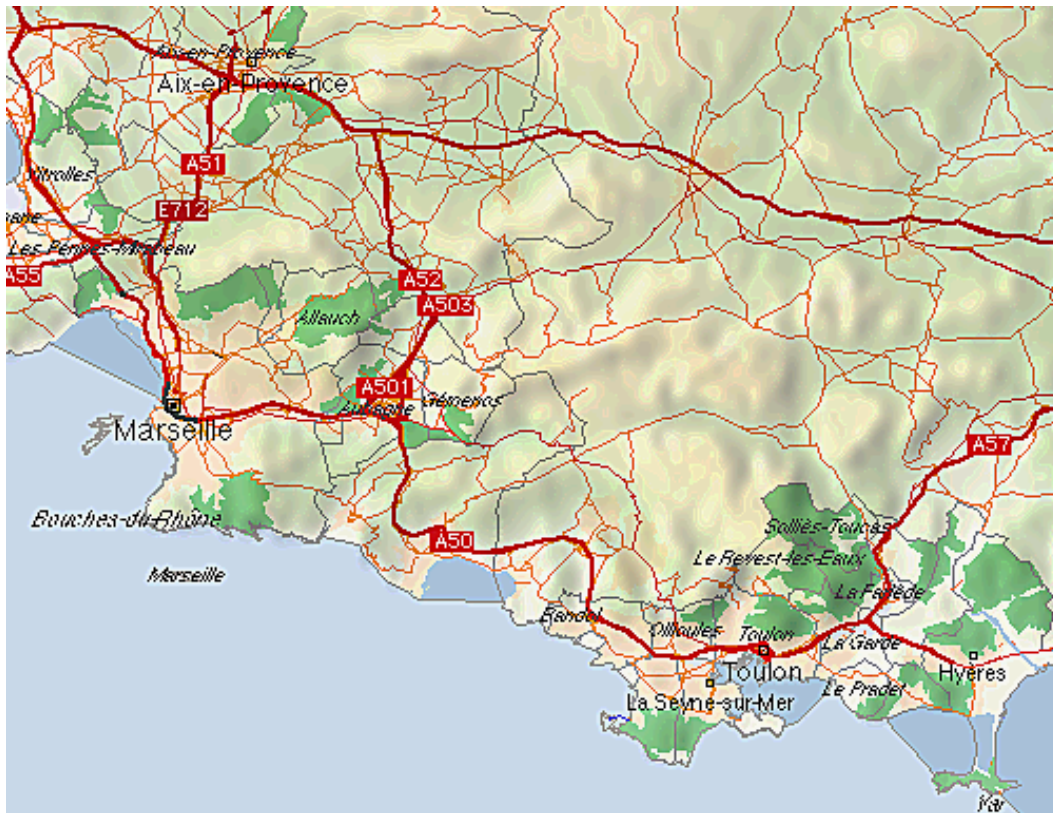 Aix-en-Provence
Aix-en-Provence
A51
Vitrolles
E712
Les Pennes-Mirabeau
A55
A52
A503
Allauch
A501
Aubagne
Gémenos
Marseille
A57
Bouches-du-Rhône
Solliès-Toucas
A50
Le Revest-les-Eaux
Marseille
La Farlède
Bandol
Ollioules
Toulon
La Garde
Toulon
Hyères
Le Pradet
La Seyne-sur-Mer
Var